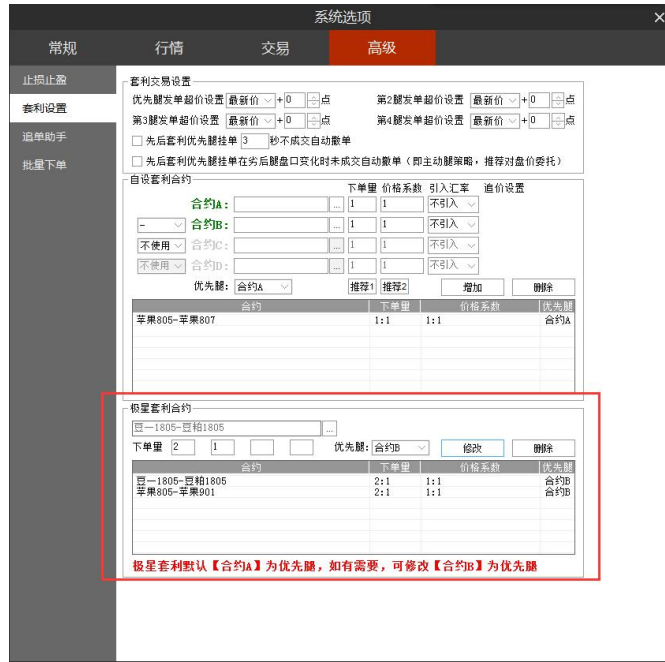 系统选项
常规 行情 交易 高级
止损止盈
套利设置
追单助手
批量下单
套利交易设置
优先腿发单超价设置 最新价 +0 点 第2腿发单超价设置 最新价 +0 点
第3腿发单超价设置 最新价 +0 点 第4腿发单超价设置 最新价 +0 点
先后套利优先腿挂单 3 秒不成交自动撤单
先后套利优先腿挂单在劣后腿盘口变化时未成交自动撤单（即主动腿策略，推荐对盘价委托）
自设套利合约
下单量 价格系数 引入汇率 追价设置
合约A： ... 1 1 不引入
- 合约B： ... 1 1 不引入
不使用 合约C： ... 1 1 不引入
不使用 合约D： ... 1 1 不引入
优先腿： 合约A 推荐1 推荐2 增加 删除
合约 下单量 价格系数 优先腿
苹果805-苹果807 1:1 1:1 合约A
极星套利合约
豆一1805-豆粕1805 ...
下单量 2 1 优先腿： 合约B 修改 删除
合约 下单量 价格系数 优先腿
豆一1805-豆粕1805 2:1 1:1 合约B
苹果805-苹果901 2:1 1:1 合约B
极星套利默认【合约A】为优先腿，如有需要，可修改【合约B】为优先腿